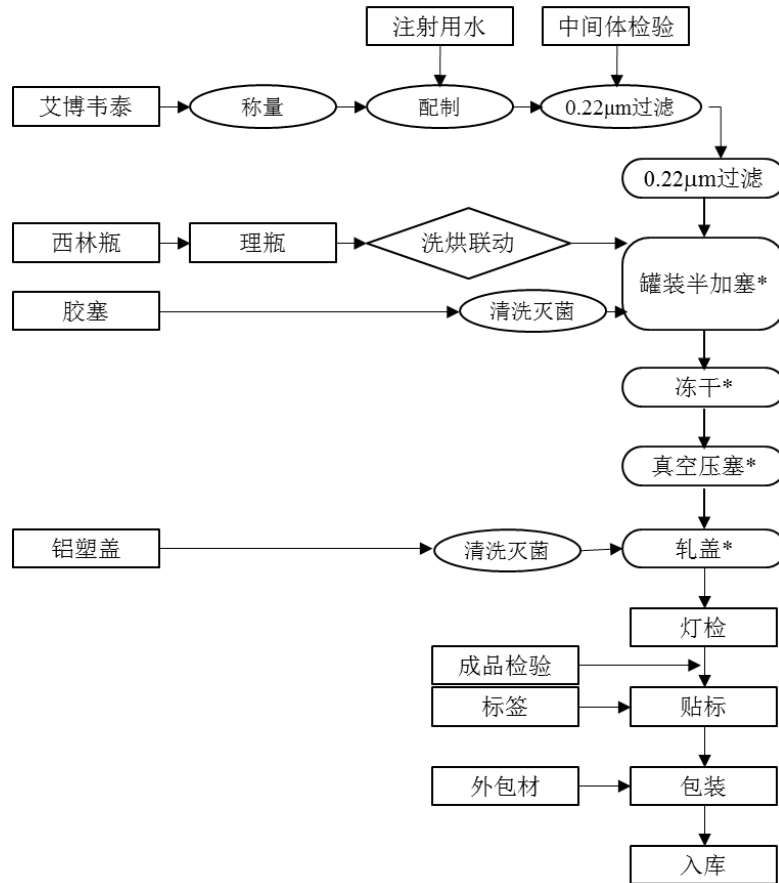 注射用水
中间体检验
艾博韦泰
称量
配制
0.22μm过滤
0.22μm过滤
西林瓶
理瓶
洗烘联动
罐装半加塞*
胶塞
清洗灭菌
冻干*
真空压塞*
铝塑盖
清洗灭菌
轧盖*
灯检
成品检验
标签
贴标
外包材
包装
入库